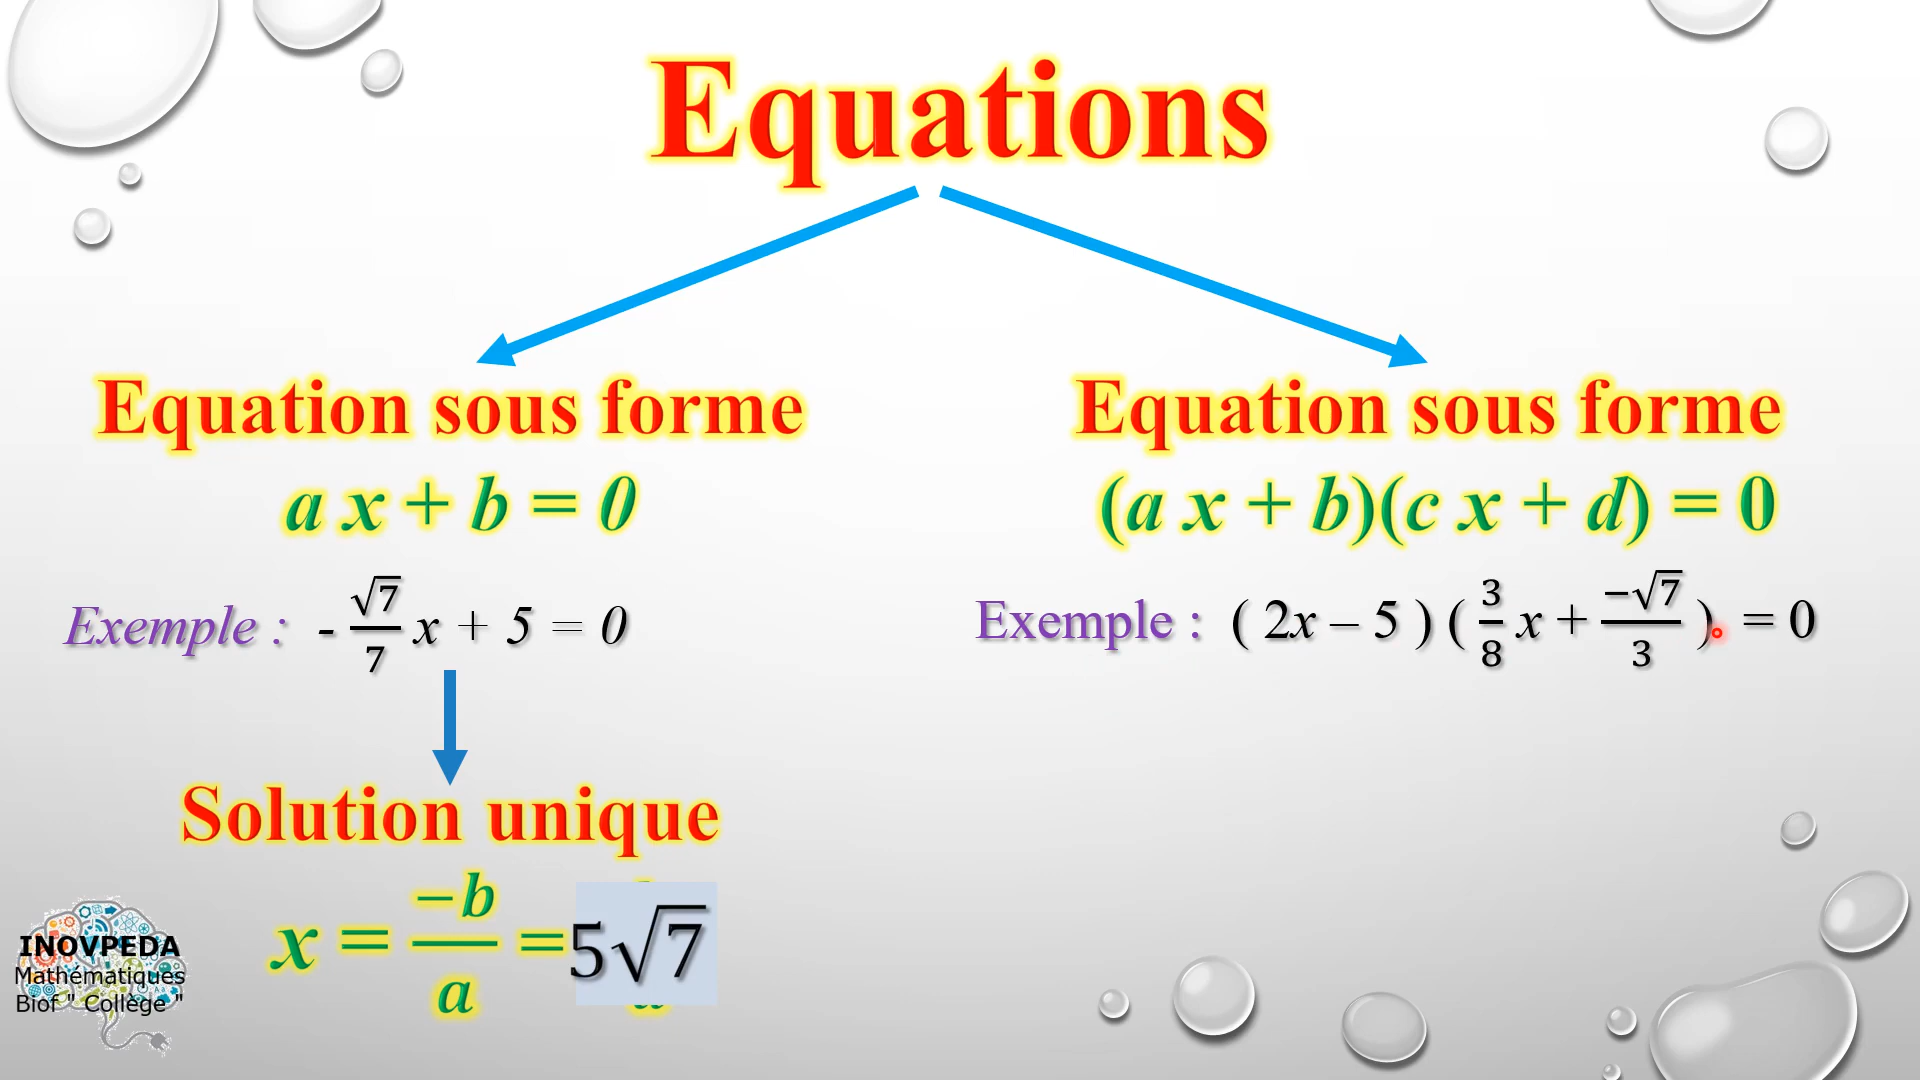 Equations
Equation sous forme
a x + b = 0
Exemple : - √7/7 x + 5 = 0
Solution unique
x = −b/a = 5√7
Equation sous forme
(a x + b)(c x + d) = 0
Exemple : ( 2x – 5 ) ( 3/8 x + −√7/3 ) = 0
INOVPEDA
Mathématiques
Biof " Collège "